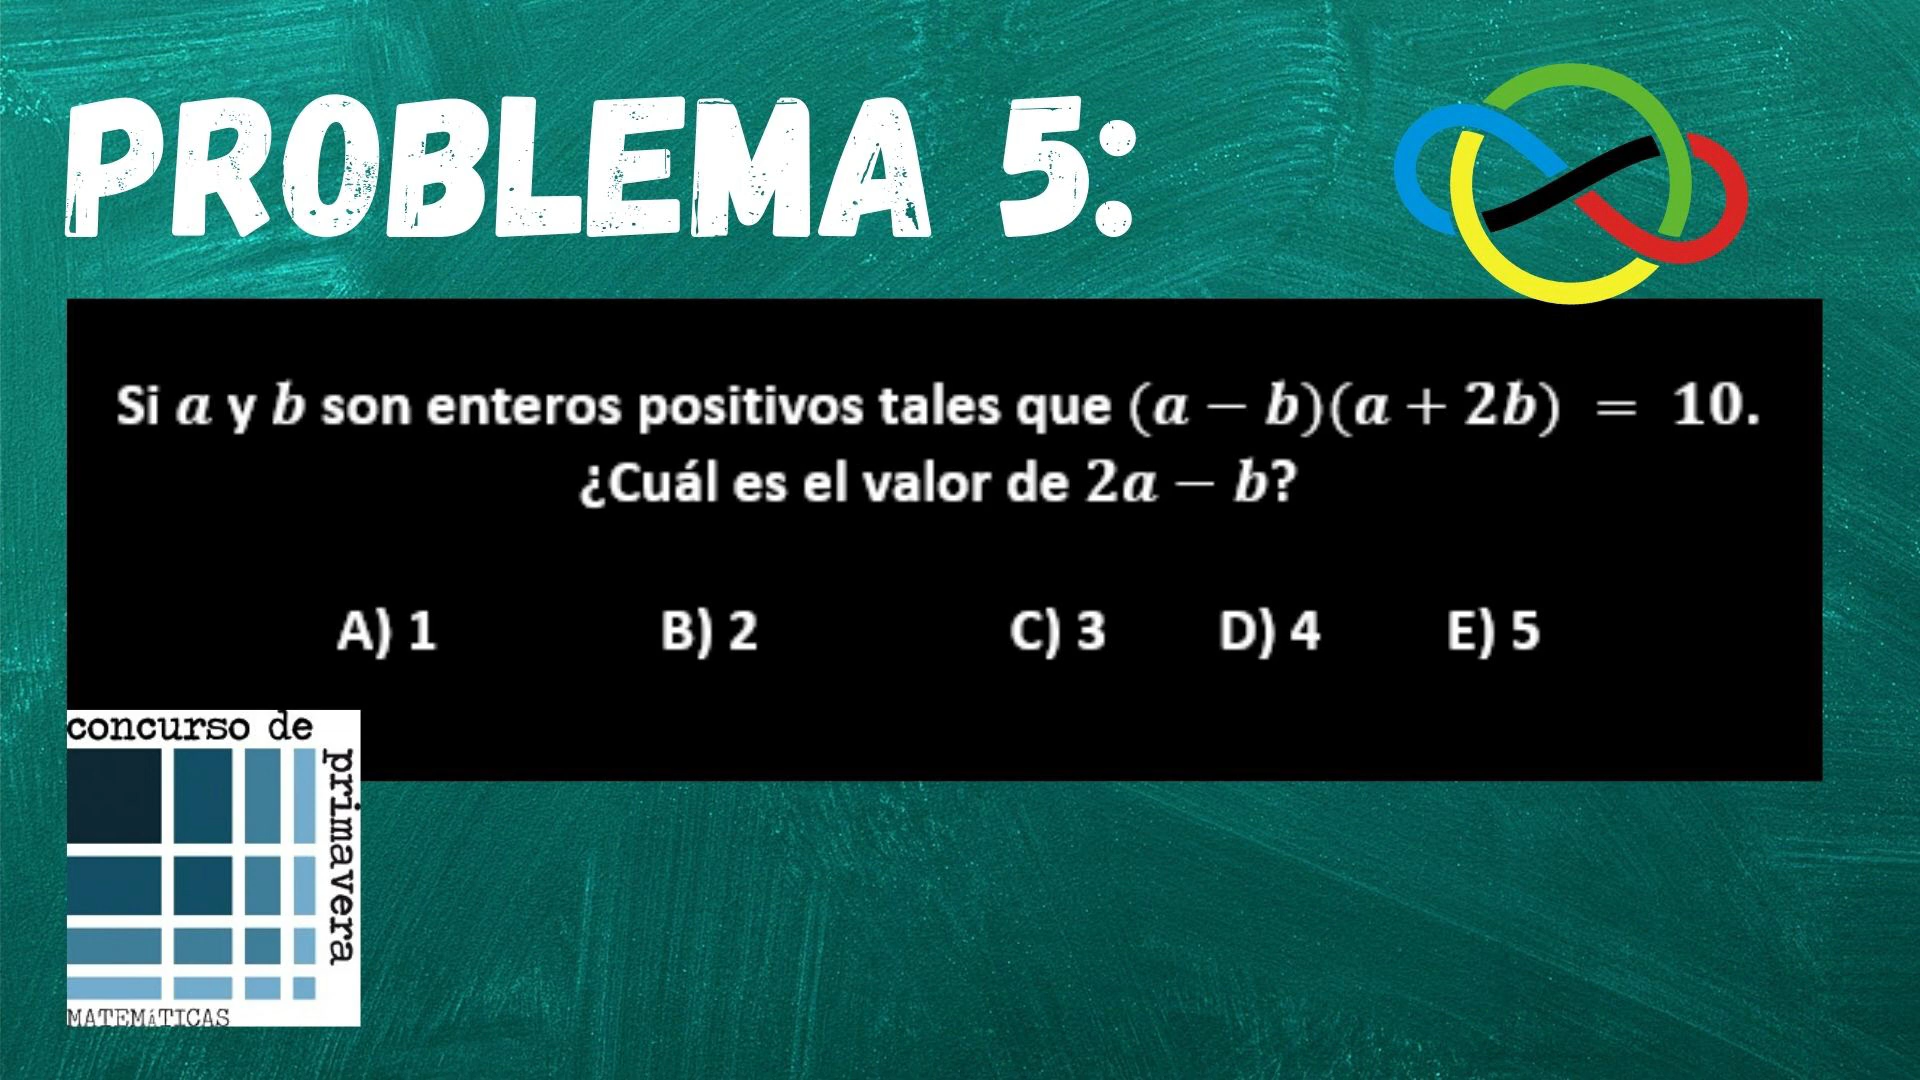 PROBLEMA 5:
Si a y b son enteros positivos tales que (a − b)(a + 2b) = 10.
¿Cuál es el valor de 2a − b?
A) 1 B) 2 C) 3 D) 4 E) 5
concurso de
primavera
MATEMÁTICAS